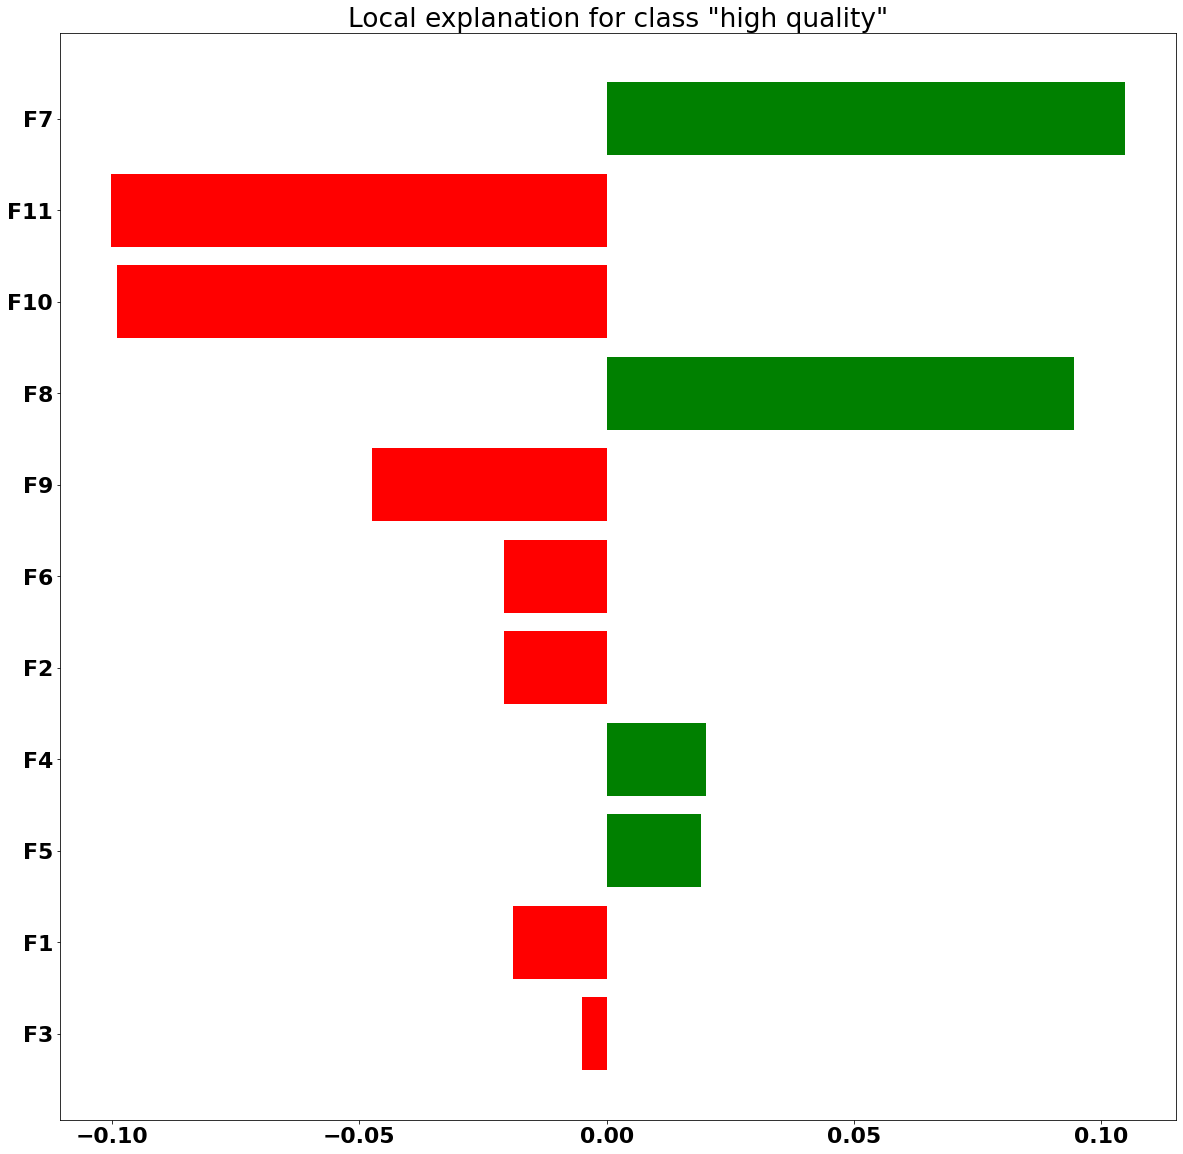 Local explanation for class "high quality"
F7
F11
F10
F8
F9
F6
F2
F4
F5
F1
F3
−0.10 −0.05 0.00 0.05 0.10